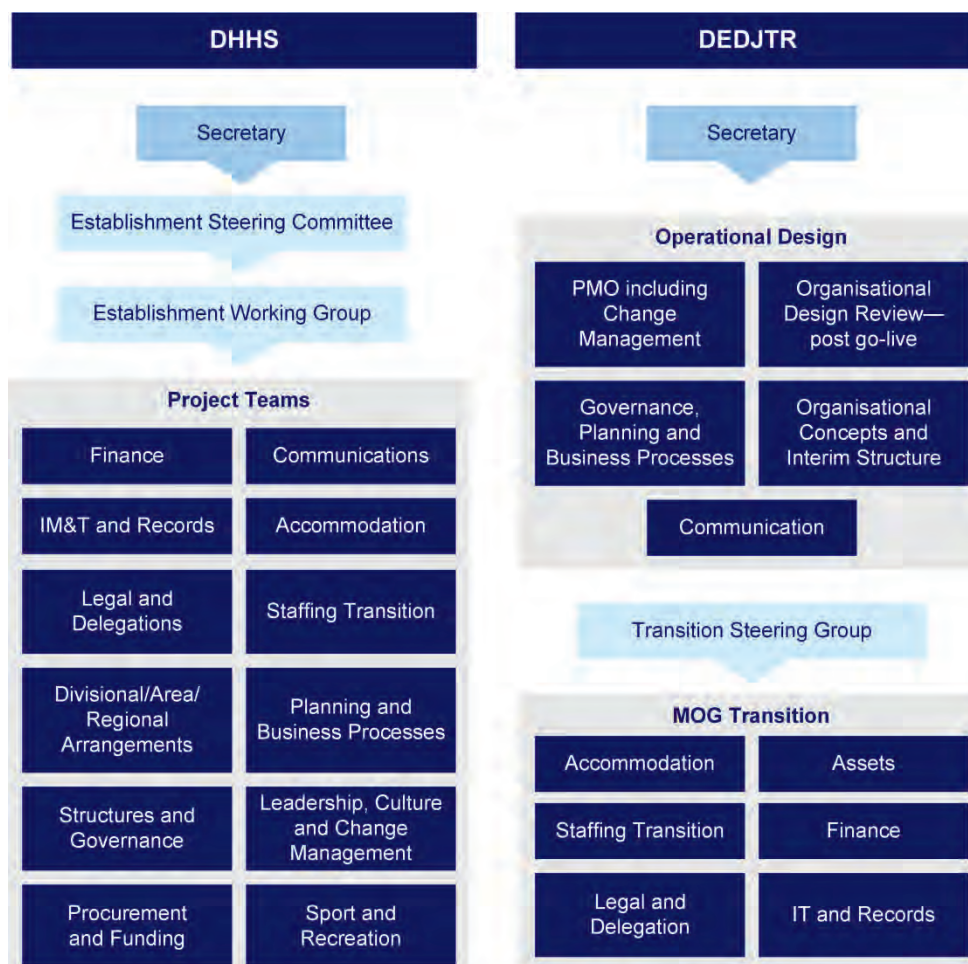 DHHS
Secretary
Establishment Steering Committee
Establishment Working Group
Project Teams
Finance
Communications
IM&T and Records
Accommodation
Legal and
Delegations
Staffing Transition
Divisional/Area/
Regional
Arrangements
Planning and
Business Processes
Structures and
Governance
Leadership, Culture
and Change
Management
Procurement
and Funding
Sport and
Recreation
DEDJTR
Secretary
Operational Design
PMO including
Change
Management
Organisational
Design Review—
post go-live
Governance,
Planning and
Business Processes
Organisational
Concepts and
Interim Structure
Communication
Transition Steering Group
MOG Transition
Accommodation
Assets
Staffing Transition
Finance
Legal and
Delegation
IT and Records